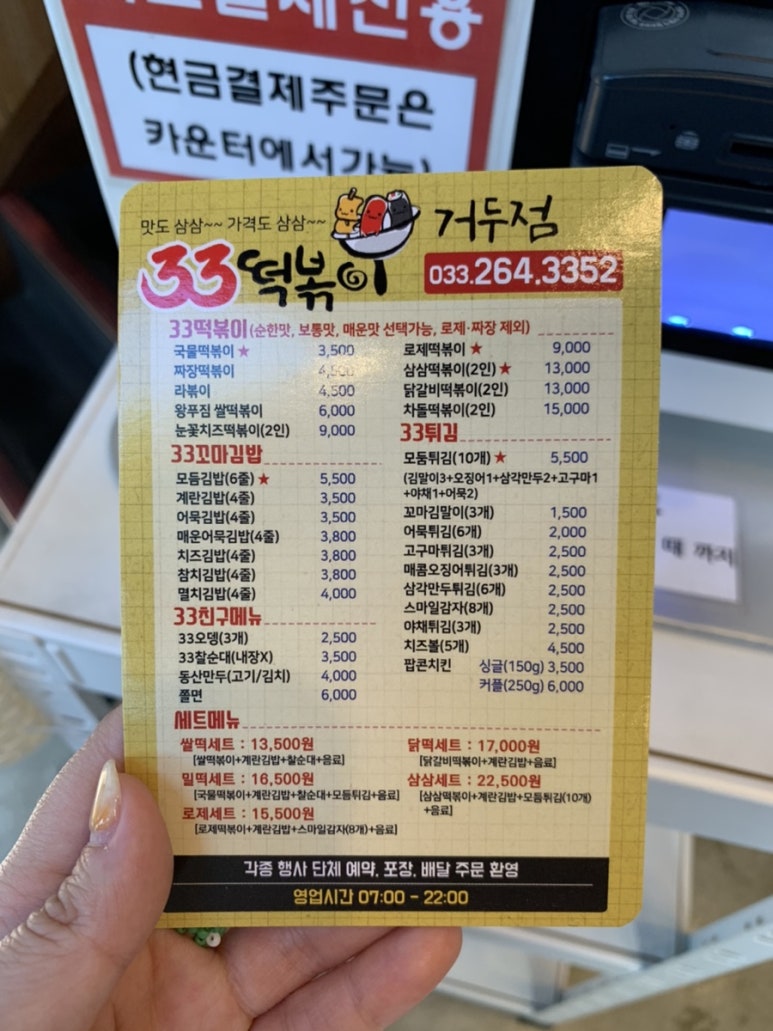 (현금결제주문은
카운터에서가능)
맛도 삼삼~~ 가격도 삼삼~~
거두점
33떡볶이
033.264.3352
33떡볶이(순한맛, 보통맛, 매운맛 선택가능, 로제·짜장 제외)
국물떡볶이★ 3,500
짜장떡볶이 4,500
라볶이 4,500
왕푸짐 쌀떡볶이 6,000
눈꽃치즈떡볶이(2인) 9,000
33꼬마김밥
모듬김밥(6줄)★ 5,500
계란김밥(4줄) 3,500
어묵김밥(4줄) 3,500
매운어묵김밥(4줄) 3,800
치즈김밥(4줄) 3,800
참치김밥(4줄) 3,800
멸치김밥(4줄) 4,000
33친구메뉴
33오뎅(3개) 2,500
33찰순대(내장X) 3,500
동산만두(고기/김치) 4,000
쫄면 6,000
로제떡볶이★ 9,000
삼삼떡볶이(2인)★ 13,000
닭갈비떡볶이(2인) 13,000
차돌떡볶이(2인) 15,000
33튀김
모둠튀김(10개)★ 5,500
(김말이3+오징어1+삼각만두2+고구마1
+야채1+어묵2)
꼬마김말이(3개) 1,500
어묵튀김(6개) 2,000
고구마튀김(3개) 2,500
매콤오징어튀김(3개) 2,500
삼각만두튀김(6개) 2,500
스마일감자(8개) 2,500
야채튀김(3개) 2,500
치즈볼(5개) 4,500
팝콘치킨 싱글(150g) 3,500
커플(250g) 6,000
세트메뉴
쌀떡세트 : 13,500원
[쌀떡볶이+계란김밥+찰순대+음료]
밀떡세트 : 16,500원
[국물떡볶이+계란김밥+찰순대+모듬튀김+음료]
로제세트 : 15,500원
[로제떡볶이+계란김밥+스마일감자(8개)+음료]
닭떡세트 : 17,000원
[닭갈비떡볶이+계란김밥+음료]
삼삼세트 : 22,500원
[삼삼떡볶이+계란김밥+모듬튀김(10개)
+음료]
각종 행사 단체 예약, 포장, 배달 주문 환영
영업시간 07:00 - 22:00
때 까지